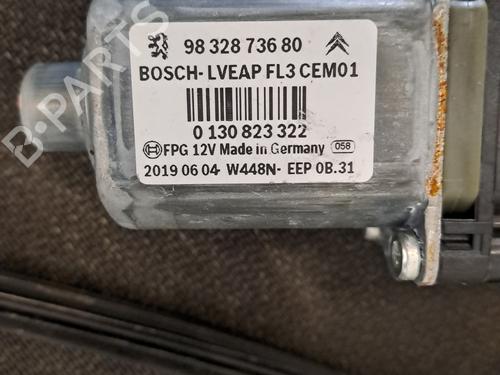 98 328 736 80
BOSCH- LVEAP FL3 CEM01
0 130 823 322
FPG 12V Made in Germany 058
2019 06 04- W448N- EEP 0B.31
B-PARTS